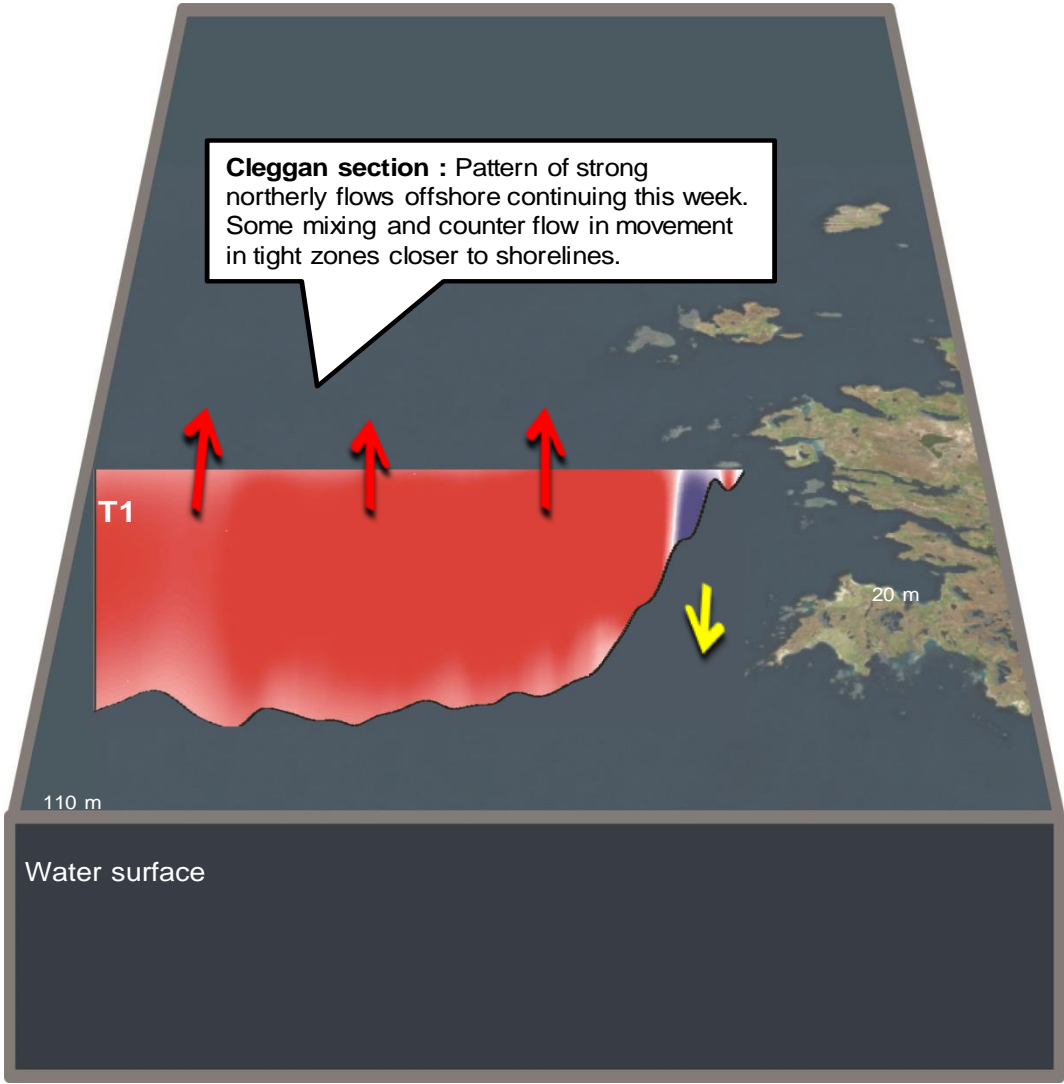 Cleggan section : Pattern of strong
northerly flows offshore continuing this week.
Some mixing and counter flow in movement
in tight zones closer to shorelines.
T1
20 m
110 m
Water surface